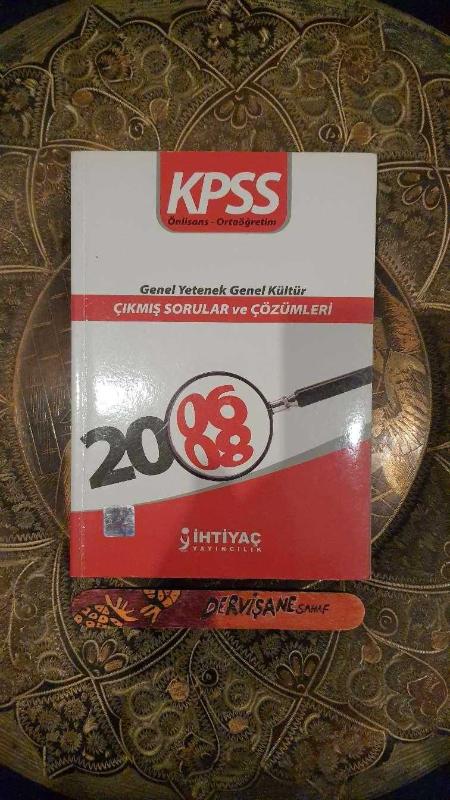 KPSS
Önlisans - Ortaöğretim
Genel Yetenek Genel Kültür
ÇIKMIŞ SORULAR ve ÇÖZÜMLERİ
20 06
08
İHTİYAÇ
YAYINCILIK
DERVİŞANE SAHAF